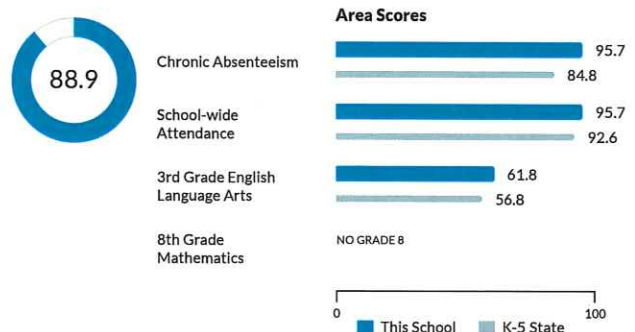 Area Scores
88.9
Chronic Absenteeism
95.7
84.8
School-wide
Attendance
95.7
92.6
3rd Grade English
Language Arts
61.8
56.8
8th Grade
Mathematics
NO GRADE 8
0
100
This School
K-5 State